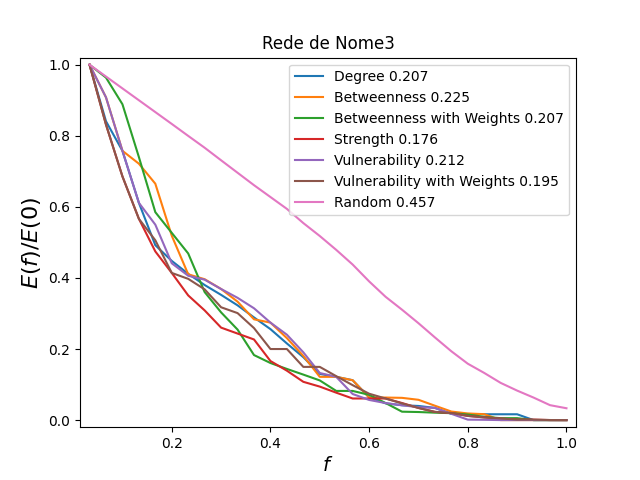 Rede de Nome3
1.0
0.8
0.6
0.4
0.2
0.0
E(f)/E(0)
Degree 0.207
Betweenness 0.225
Betweenness with Weights 0.207
Strength 0.176
Vulnerability 0.212
Vulnerability with Weights 0.195
Random 0.457
0.2 0.4 0.6 0.8 1.0
f